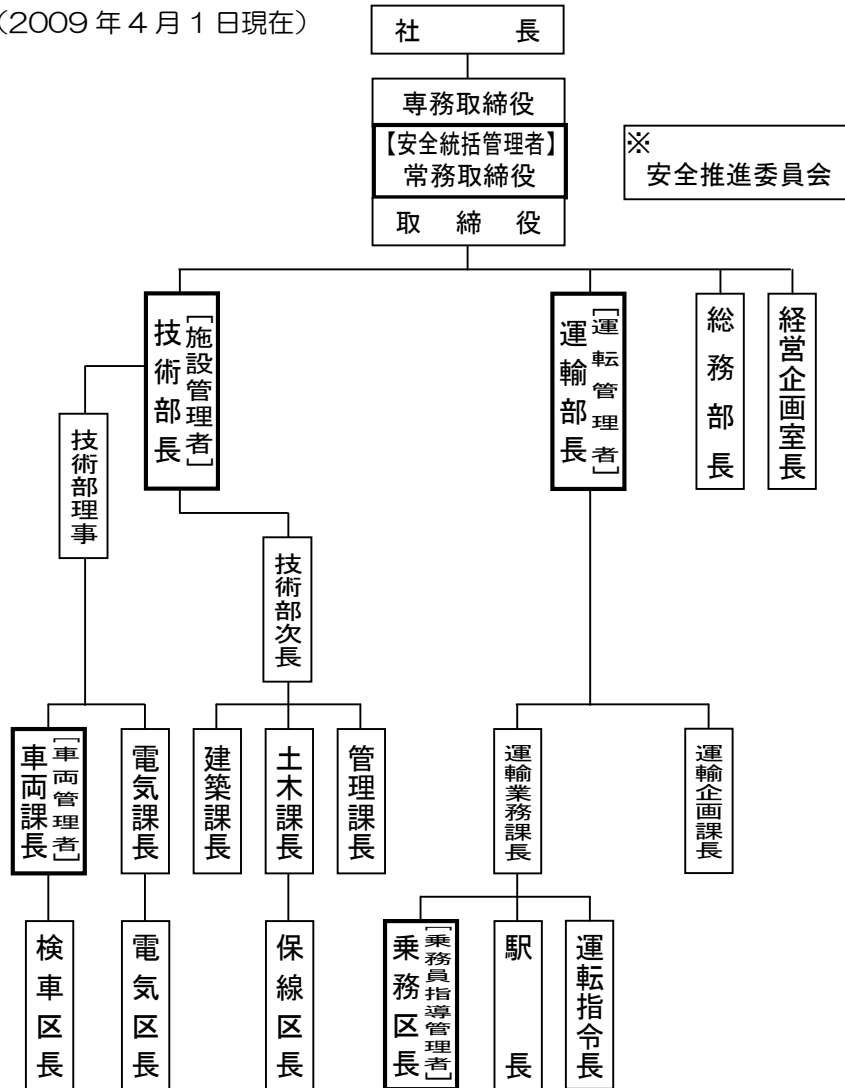 (2009年4月1日現在)
社長
専務取締役
【安全統括管理者】
常務取締役
取締役
※
安全推進委員会
技術部長
[施設管理者]
運輸部長
[運転管理者]
総務部長
経営企画室長
技術部理事
技術部次長
車両課長
[車両管理者]
電気課長
建築課長
土木課長
管理課長
運輸業務課長
運輸企画課長
検車区長
電気区長
保線区長
乗務区長
[乗務員指導管理者]
駅長
運転指令長